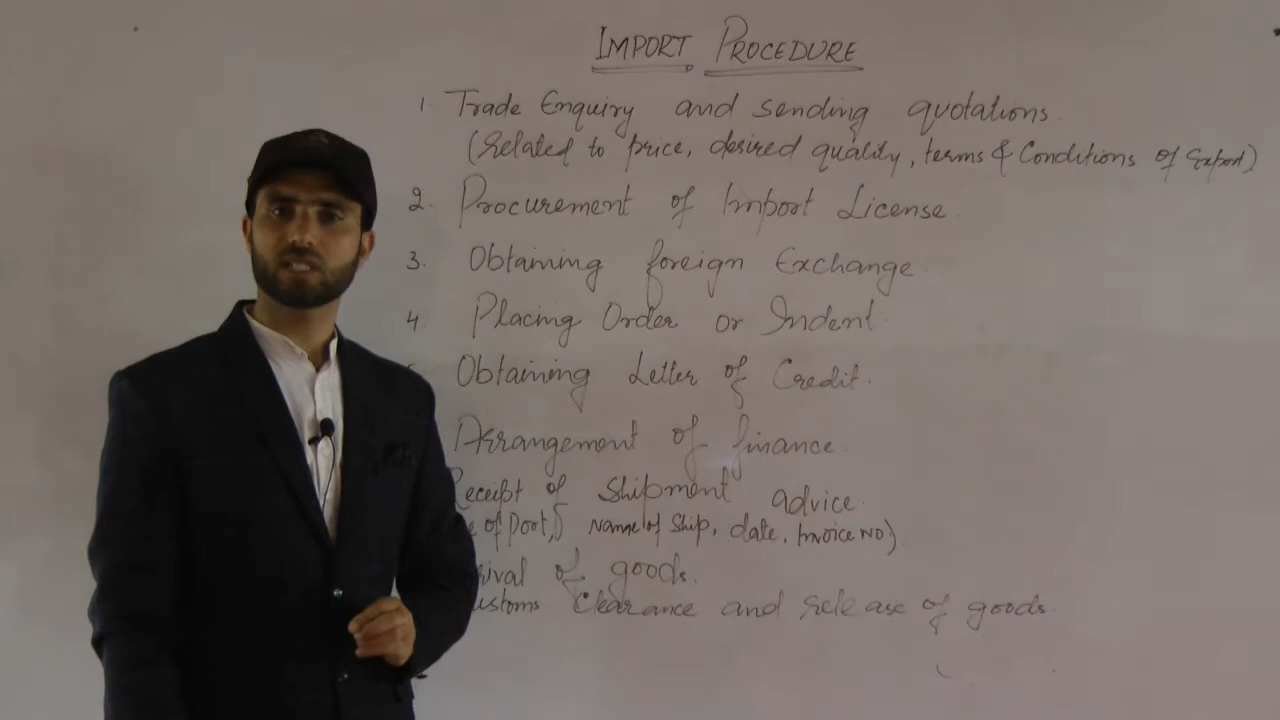 IMPORT PROCEDURE
1 Trade Enquiry and sending quotations.
(Related to price, desired quality, terms & Conditions of Export)
2. Procurement of Import License.
3. Obtaining foreign Exchange
4 Placing Order or Indent.
Obtaining Letter of Credit.
Arrangement of finance.
Receipt of Shipment advice.
of Port, Name of Ship, date, Invoice NO)
of goods.
Clearance and release of goods.